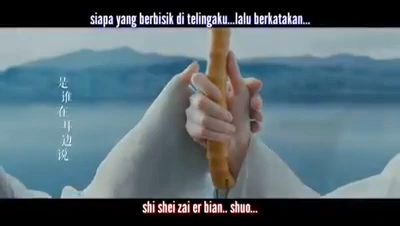 siapa yang berbisik di telingaku...lalu berkatakan...
是谁在耳边说
shi shei zai er bian.. shuo...